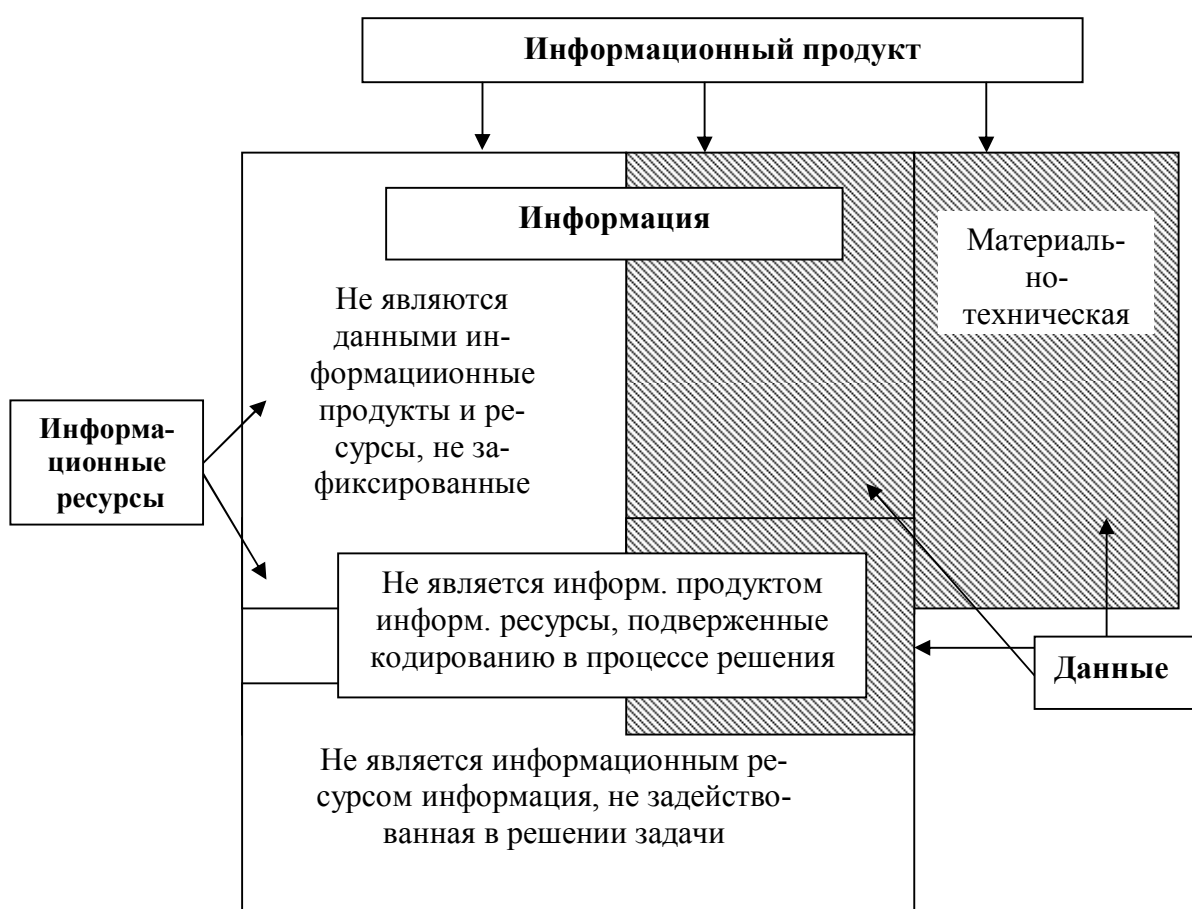 Информационный продукт
Информация
Материаль-
но-
техническая
Не являются
данными ин-
формациионные
продукты и ре-
сурсы, не за-
фиксированные
Информа-
ционные
ресурсы
Не является информ. продуктом
информ. ресурсы, подверженные
кодированию в процессе решения
Данные
Не является информационным ре-
сурсом информация, не задейство-
ванная в решении задачи